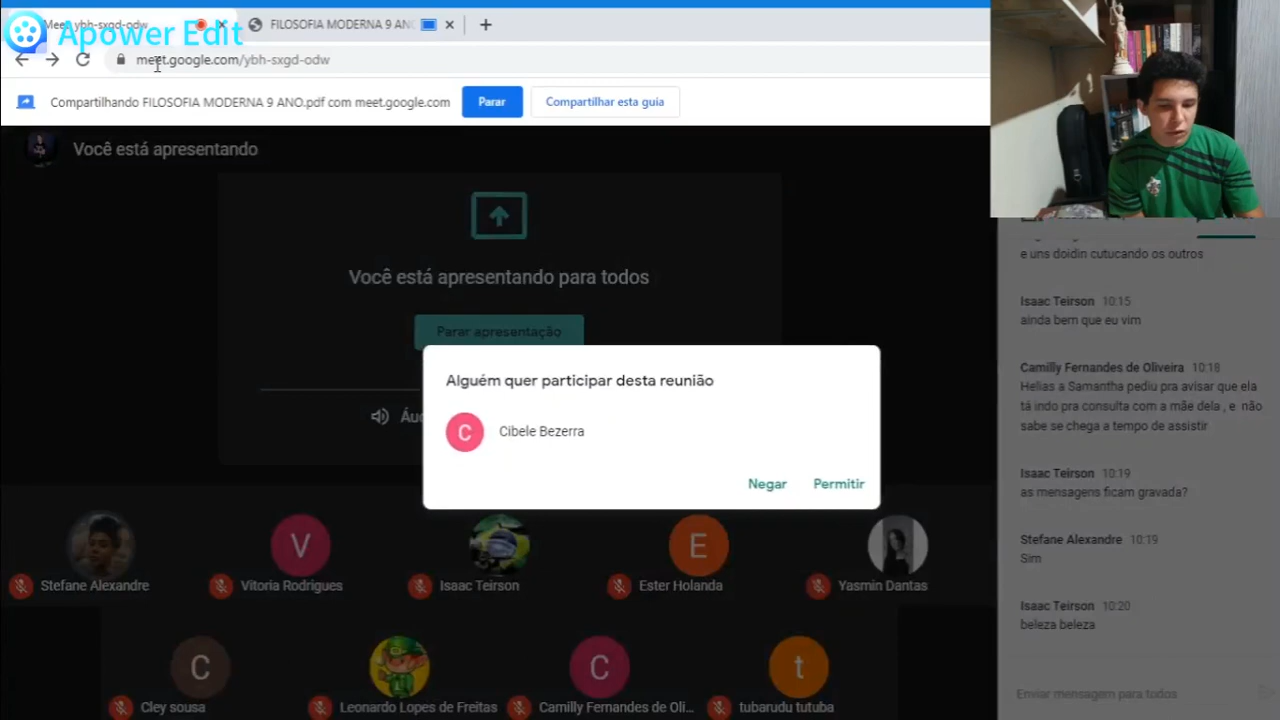 Meet ybh-sxgd-odw
FILOSOFIA MODERNA 9 AN
Apower Edit
meet.google.com/ybh-sxgd-odw
Compartilhando FILOSOFIA MODERNA 9 ANO.pdf com meet.google.com
Parar
Compartilhar esta guia
Você está apresentando
Você está apresentando para todos
Parar apresentação
Alguém quer participar desta reunião
C
Cibele Bezerra
Negar
Permitir
e uns doidin cutucando os outros
Isaac Teirson 10:15
ainda bem que eu vim
Camilly Fernandes de Oliveira 10:18
Helias a Samantha pediu pra avisar que ela
tá indo pra consulta com a mãe dela , e não
sabe se chega a tempo de assistir
Isaac Teirson 10:19
as mensagens ficam gravada?
Stefane Alexandre 10:19
Sim
Isaac Teirson 10:20
beleza beleza
Enviar mensagem para todos
V
E
Stefane Alexandre
Vitoria Rodrigues
Isaac Teirson
Ester Holanda
Yasmin Dantas
C
C
t
Cley sousa
Leonardo Lopes de Freitas
Camilly Fernandes de Oli...
tubarudu tutuba